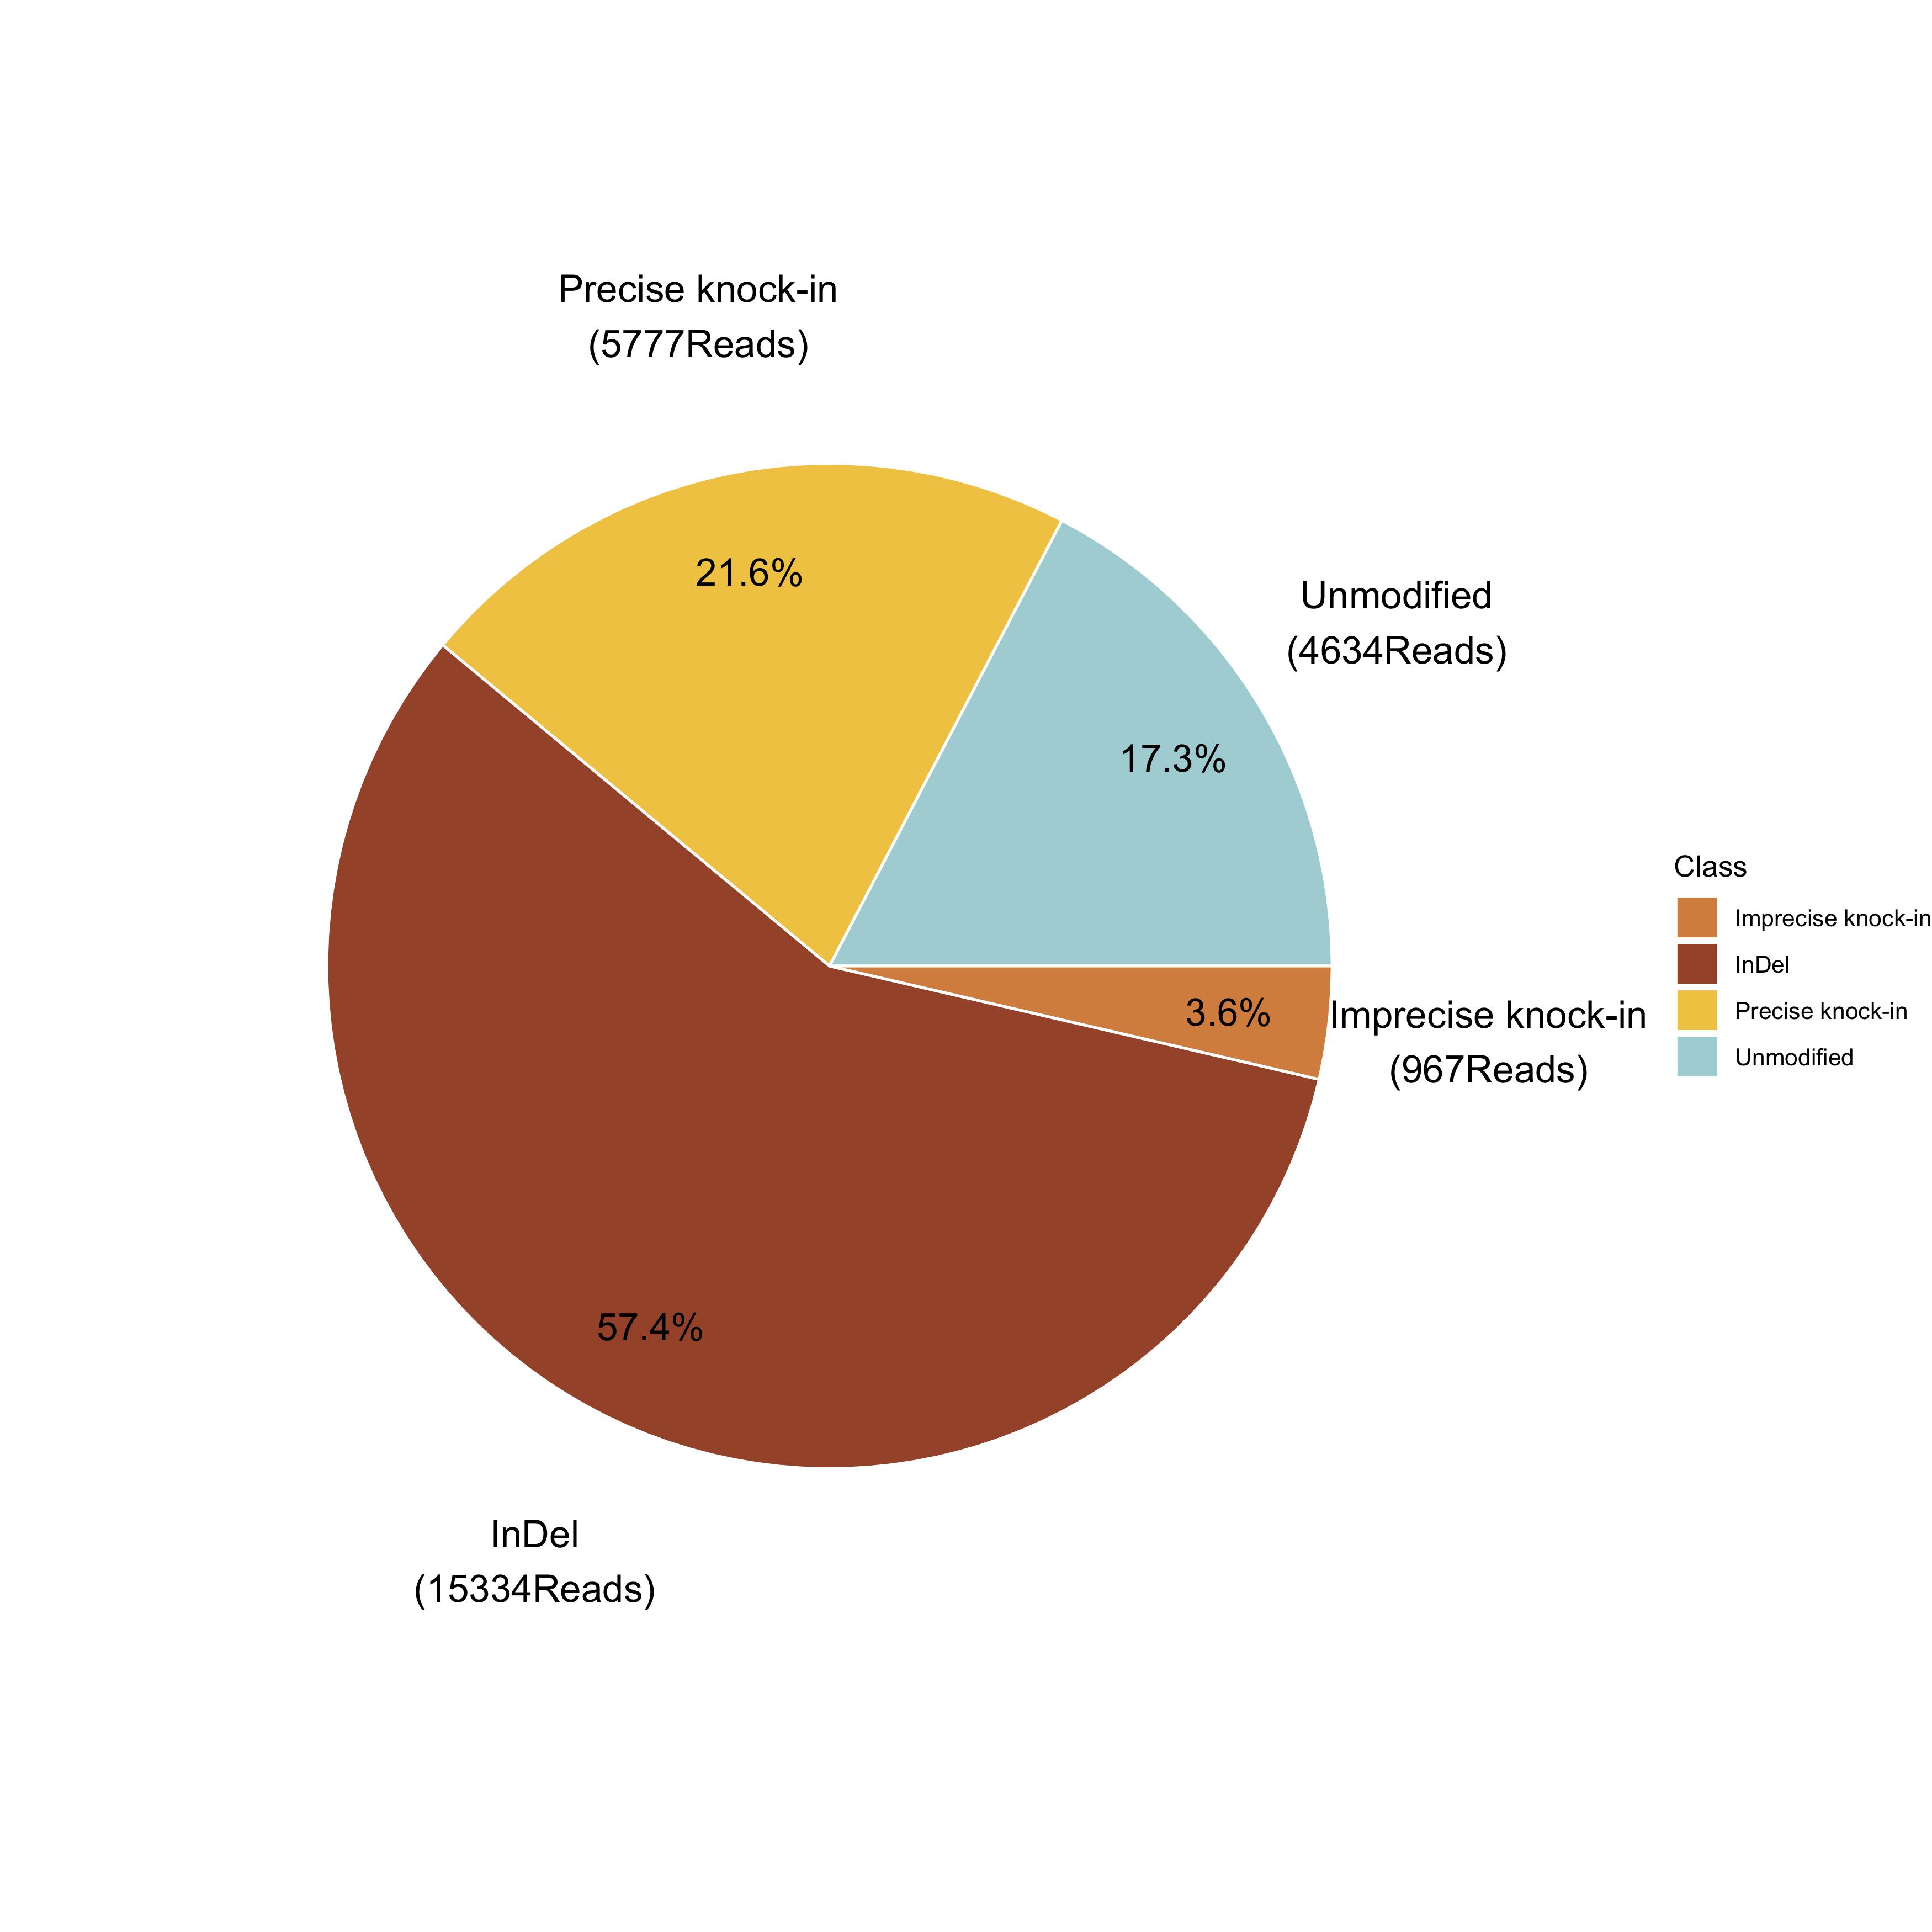 Precise knock-in
(5777Reads)
21.6%
Unmodified
(4634Reads)
17.3%
3.6%
Imprecise knock-in
(967Reads)
57.4%
InDel
(15334Reads)
Class
Imprecise knock-in
InDel
Precise knock-in
Unmodified